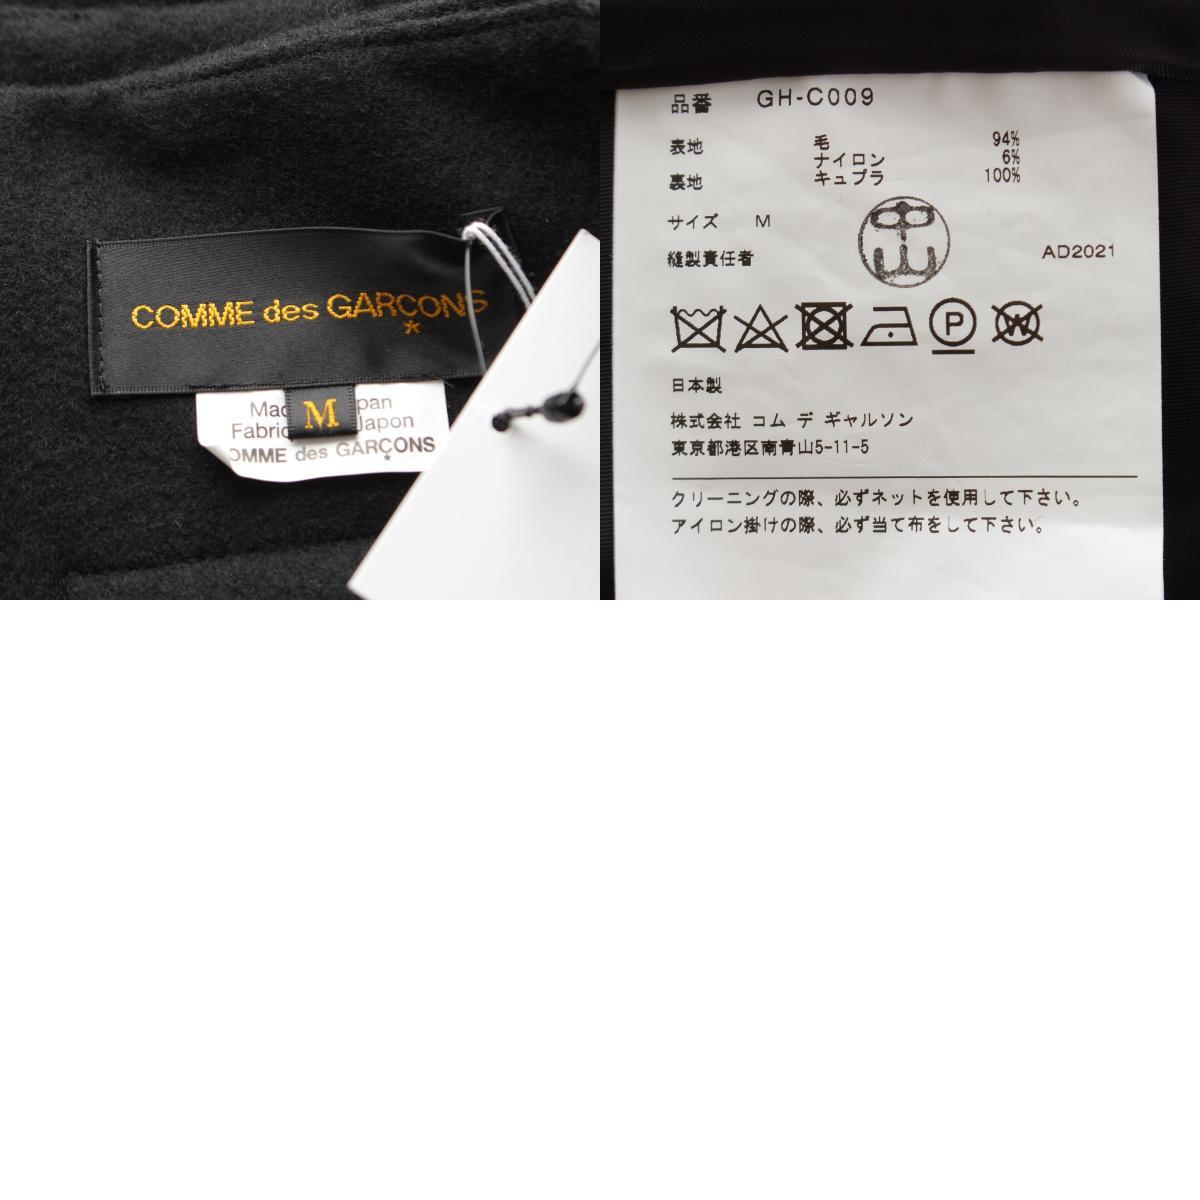 COMME des GARÇONS
*
M
Japon
COMME des GARÇONS
品番 GH-C009
表地 毛 94%
ナイロン 6%
裏地 キュプラ 100%
サイズ M
中山
縫製責任者
AD2021
P
W
日本製
株式会社 コム デ ギャルソン
東京都港区南青山5-11-5
クリーニングの際、必ずネットを使用して下さい。
アイロン掛けの際、必ず当て布をして下さい。